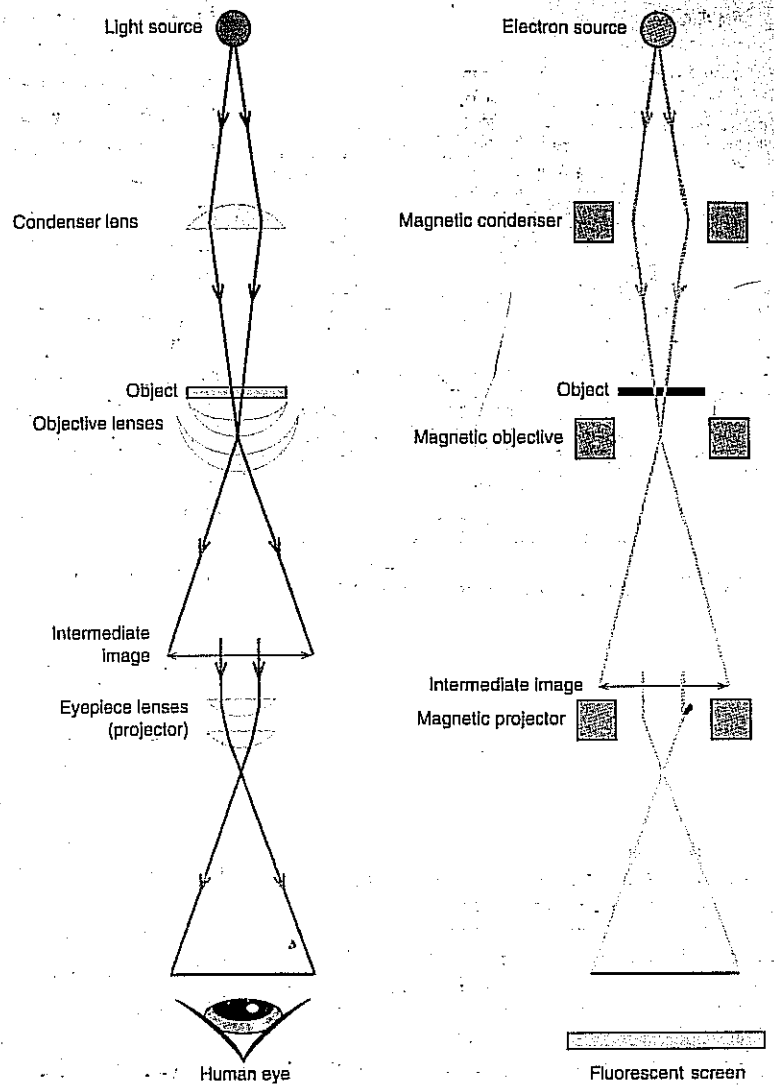 Light source
Condenser lens
Object
Objective lenses
Intermediate
image
Eyepiece lenses
(projector)
Human eye
Electron source
Magnetic condenser
Object
Magnetic objective
Intermediate image
Magnetic projector
Fluorescent screen